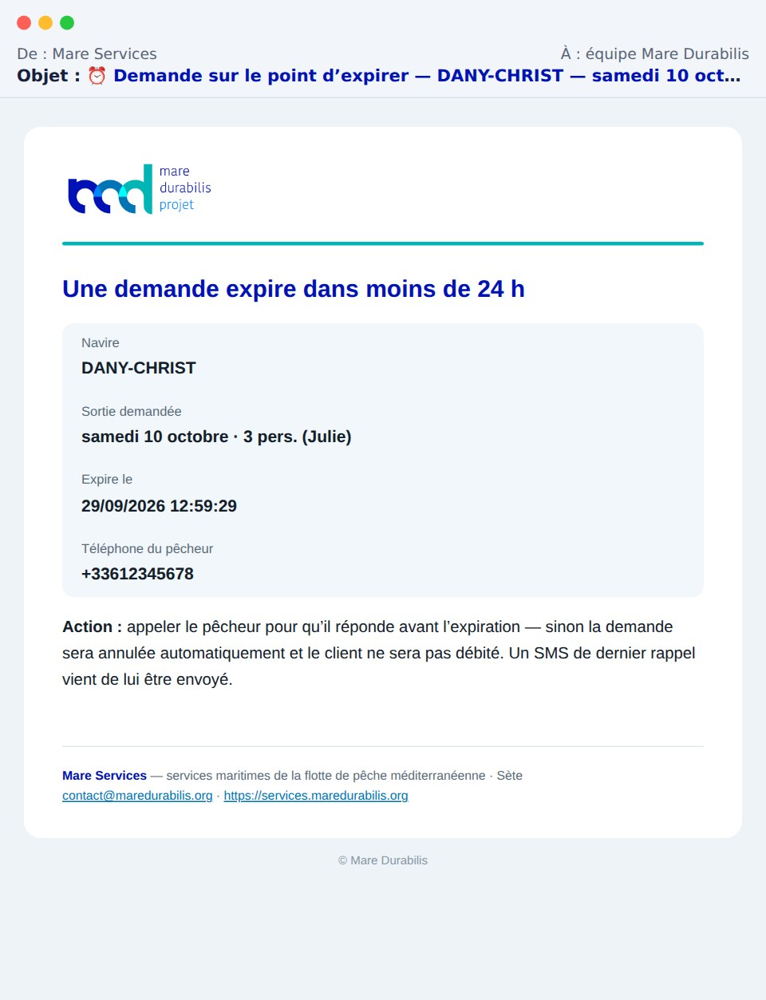 De : Mare Services
À : équipe Mare Durabilis
Objet : ⏰ Demande sur le point d’expirer — DANY-CHRIST — samedi 10 oct…
mare
durabilis
projet
Une demande expire dans moins de 24 h
Navire
DANY-CHRIST
Sortie demandée
samedi 10 octobre · 3 pers. (Julie)
Expire le
29/09/2026 12:59:29
Téléphone du pêcheur
+33612345678
Action : appeler le pêcheur pour qu’il réponde avant l’expiration — sinon la demande
sera annulée automatiquement et le client ne sera pas débité. Un SMS de dernier rappel
vient de lui être envoyé.
Mare Services — services maritimes de la flotte de pêche méditerranéenne · Sète
contact@maredurabilis.org · https://services.maredurabilis.org
© Mare Durabilis